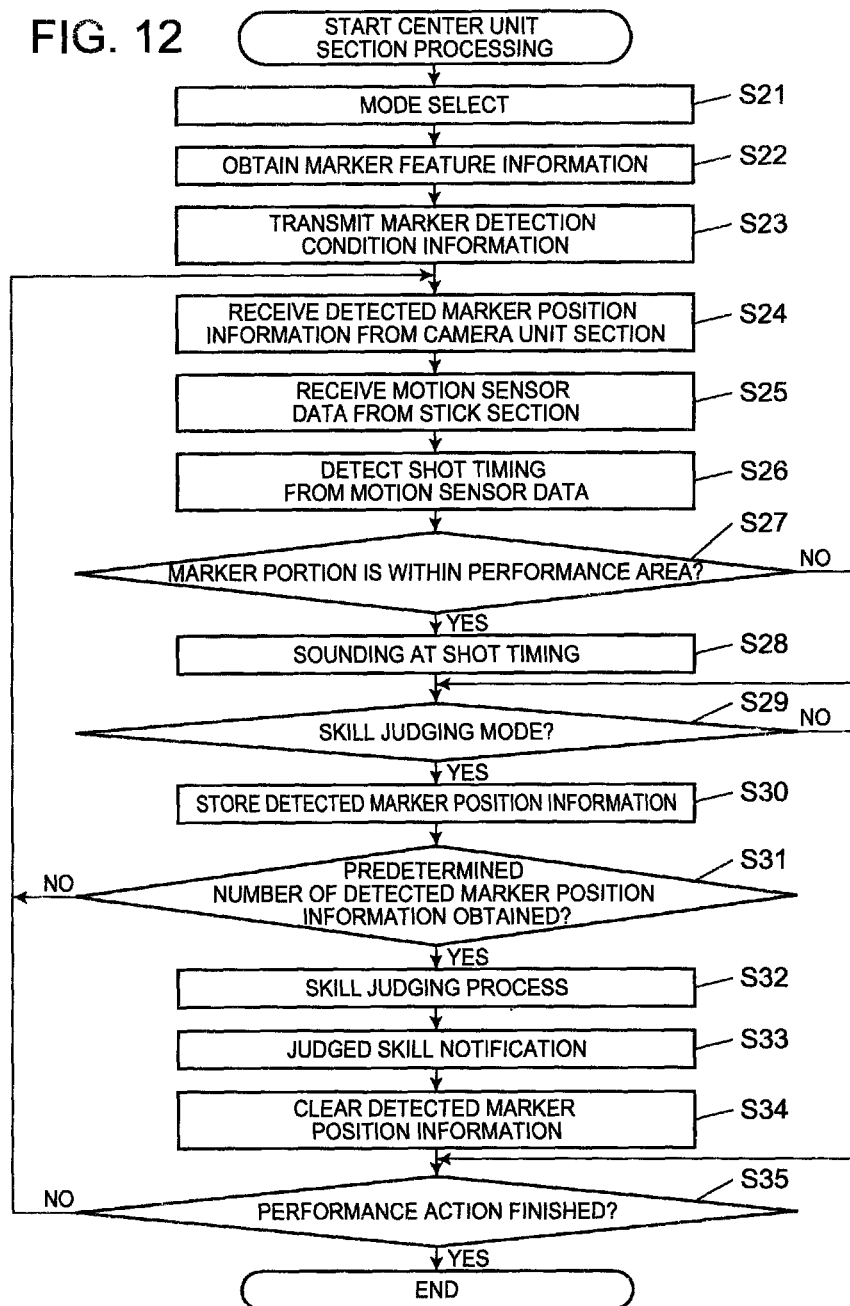 FIG. 12
START CENTER UNIT
SECTION PROCESSING
MODE SELECT
S21
OBTAIN MARKER FEATURE INFORMATION
S22
TRANSMIT MARKER DETECTION
CONDITION INFORMATION
S23
RECEIVE DETECTED MARKER POSITION
INFORMATION FROM CAMERA UNIT SECTION
S24
RECEIVE MOTION SENSOR
DATA FROM STICK SECTION
S25
DETECT SHOT TIMING
FROM MOTION SENSOR DATA
S26
S27
MARKER PORTION IS WITHIN PERFORMANCE AREA?
NO
YES
SOUNDING AT SHOT TIMING
S28
S29
SKILL JUDGING MODE?
NO
YES
STORE DETECTED MARKER POSITION INFORMATION
S30
S31
PREDETERMINED
NUMBER OF DETECTED MARKER POSITION
INFORMATION OBTAINED?
NO
YES
SKILL JUDGING PROCESS
S32
JUDGED SKILL NOTIFICATION
S33
CLEAR DETECTED MARKER
POSITION INFORMATION
S34
S35
NO
PERFORMANCE ACTION FINISHED?
YES
END